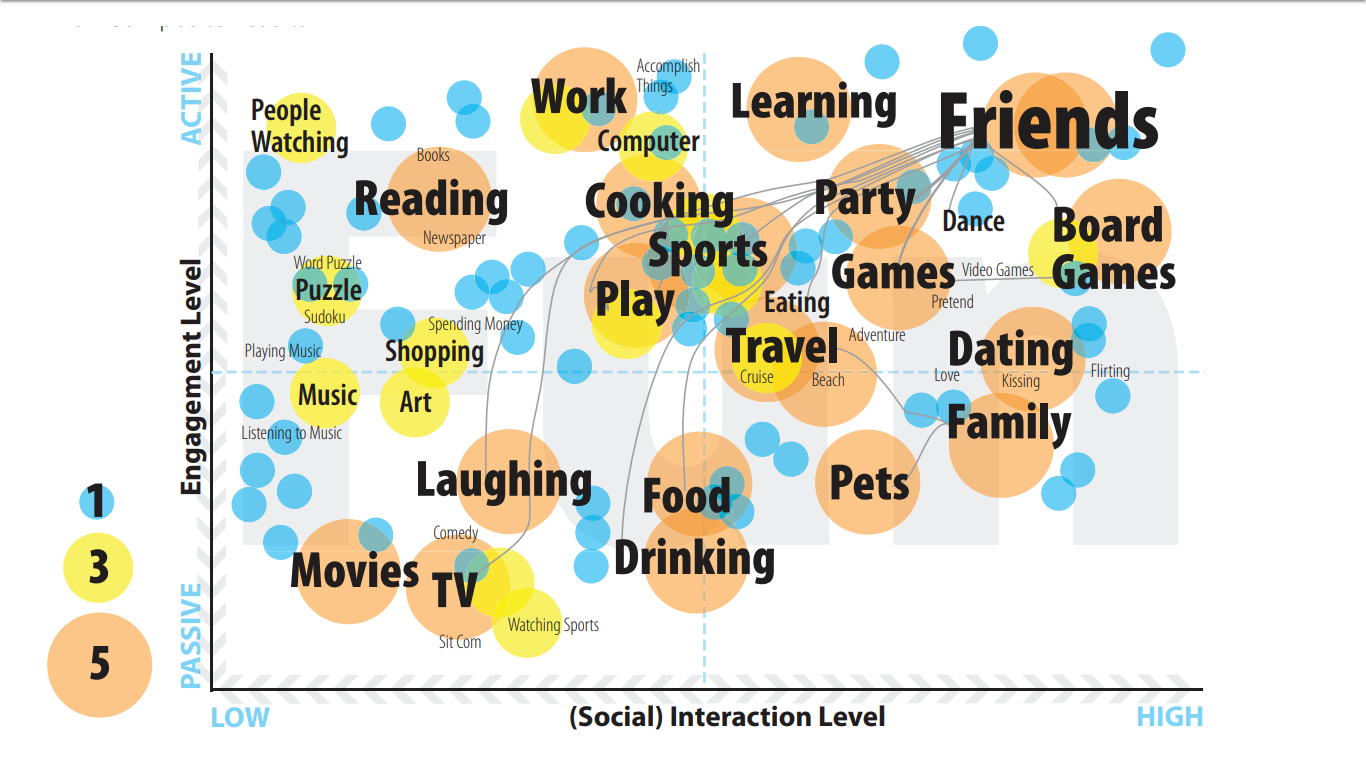 ACTIVE
Engagement Level
PASSIVE
1
3
5
People
Watching
Work
Accomplish
Things
Computer
Learning
Friends
Books
Reading
Newspaper
Cooking
Sports
Play
Party
Dance
Board
Games
Games
Video Games
Pretend
Eating
Word Puzzle
Puzzle
Sudoku
Playing Music
Spending Money
Shopping
Travel
Cruise
Beach
Adventure
Dating
Love
Kissing
Flirting
Music
Listening to Music
Art
Family
Laughing
Food
Pets
Comedy
Movies
TV
Drinking
Watching Sports
Sit Com
Fun
LOW
(Social) Interaction Level
HIGH